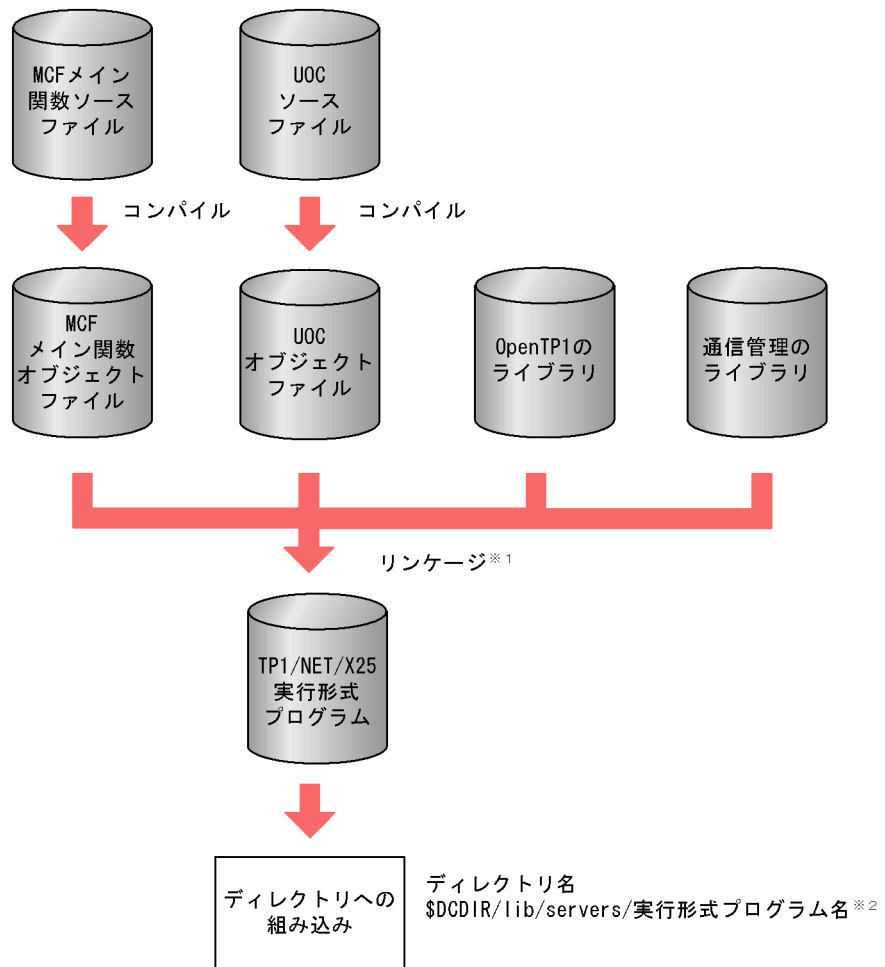 MCFメイン
関数ソース
ファイル
UOC
ソース
ファイル
コンパイル
コンパイル
MCF
メイン関数
オブジェクト
ファイル
UOC
オブジェクト
ファイル
OpenTP1の
ライブラリ
通信管理の
ライブラリ
リンケージ※1
TP1/NET/X25
実行形式
プログラム
ディレクトリへの
組み込み
ディレクトリ名
$DCDIR/lib/servers/実行形式プログラム名※2